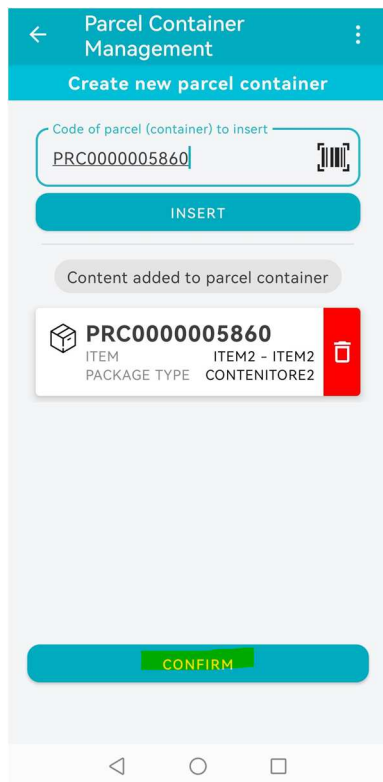 Parcel Container
Management
Create new parcel container
Code of parcel (container) to insert
PRC0000005860
INSERT
Content added to parcel container
PRC0000005860
ITEM ITEM2 - ITEM2
PACKAGE TYPE CONTENITORE2
CONFIRM